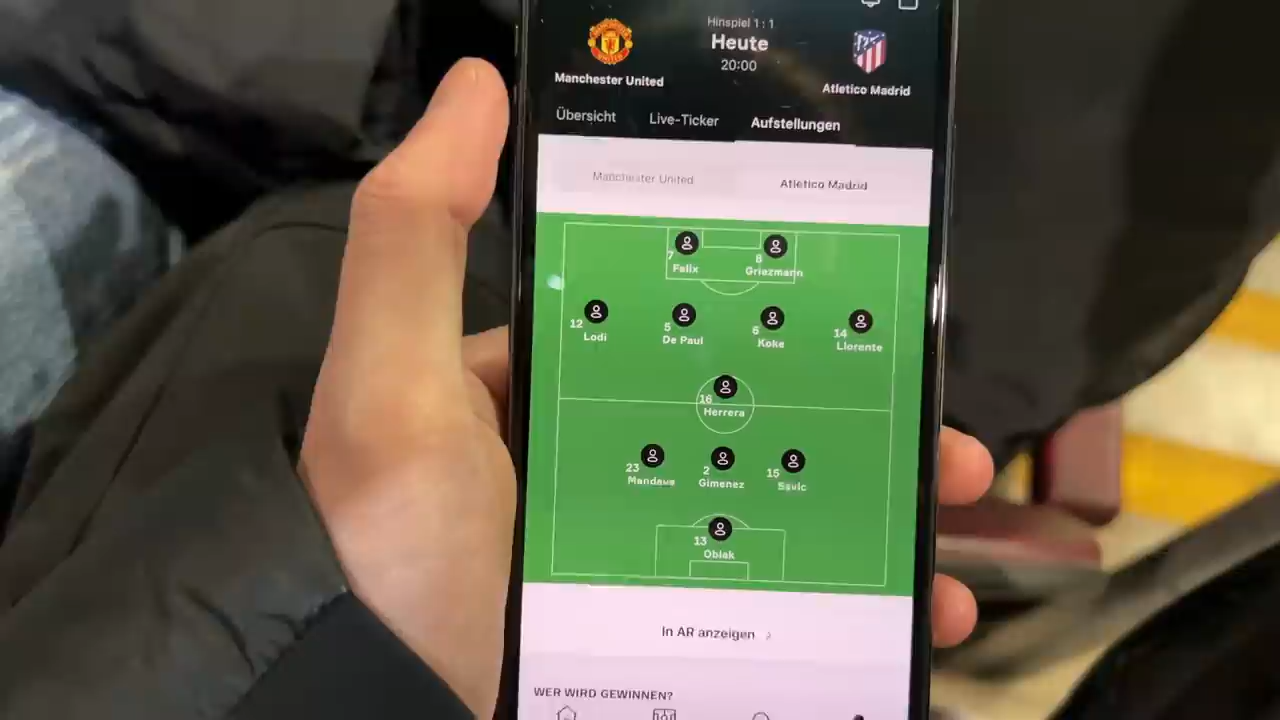 Hinspiel 1 : 1
Heute
20:00
Manchester United
Atletico Madrid
Übersicht
Live-Ticker
Aufstellungen
Manchester United
Atletico Madrid
7
Felix
8
Griezmann
12
Lodi
5
De Paul
6
Koke
14
Llorente
16
Herrera
23
Mandava
2
Gimenez
15
Savic
13
Oblak
In AR anzeigen
WER WIRD GEWINNEN?